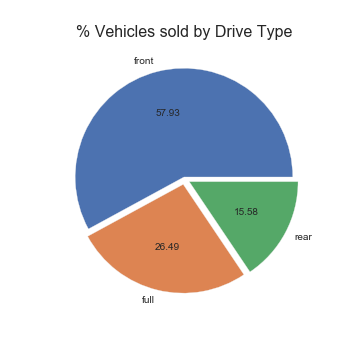 % Vehicles sold by Drive Type
front
57.93
15.58
rear
26.49
full